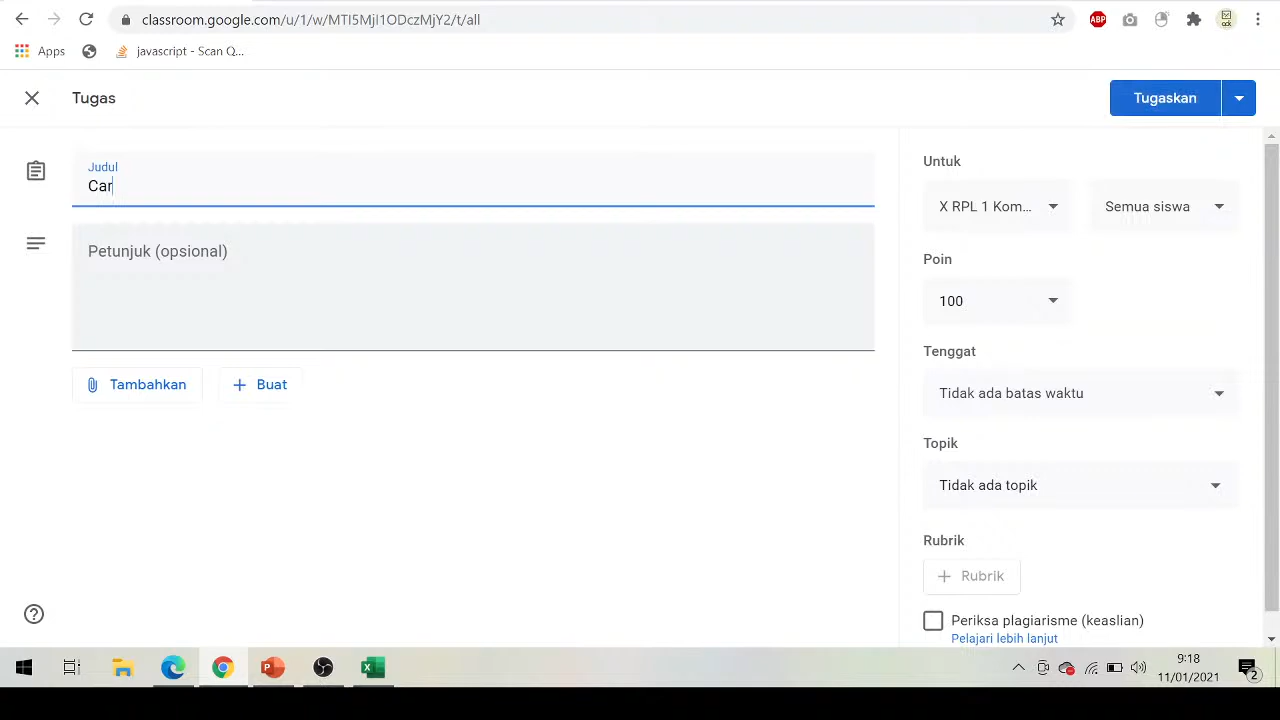 classroom.google.com/u/1/w/MTI5MjI1ODczMjY2/t/all
ABP
Apps
javascript - Scan Q...
Tugas
Tugaskan
Judul
Car
Petunjuk (opsional)
Tambahkan
Buat
Untuk
X RPL 1 Kom...
Semua siswa
Poin
100
Tenggat
Tidak ada batas waktu
Topik
Tidak ada topik
Rubrik
Rubrik
Periksa plagiarisme (keaslian)
Pelajari lebih lanjut
9:18
11/01/2021
2